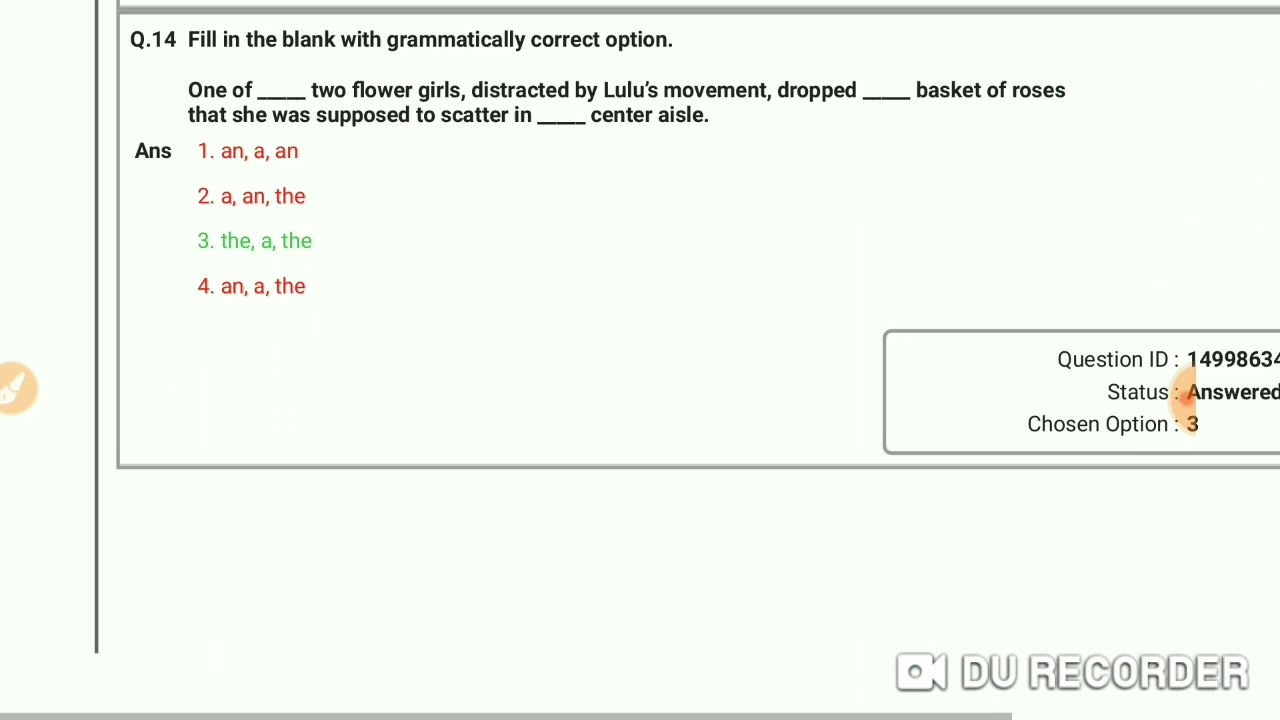 Q.14 Fill in the blank with grammatically correct option.
One of _____ two flower girls, distracted by Lulu's movement, dropped _____ basket of roses
that she was supposed to scatter in _____ center aisle.
Ans 1. an, a, an
2. a, an, the
3. the, a, the
4. an, a, the
Question ID : 14998634
Status : Answered
Chosen Option : 3
DU RECORDER